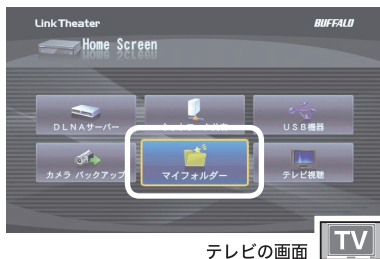 LinkTheater
BUFFALO
Home Screen
DLNAサーバー
USB機器
カメラ バックアップ
マイフォルダー
テレビ視聴
テレビの画面
TV